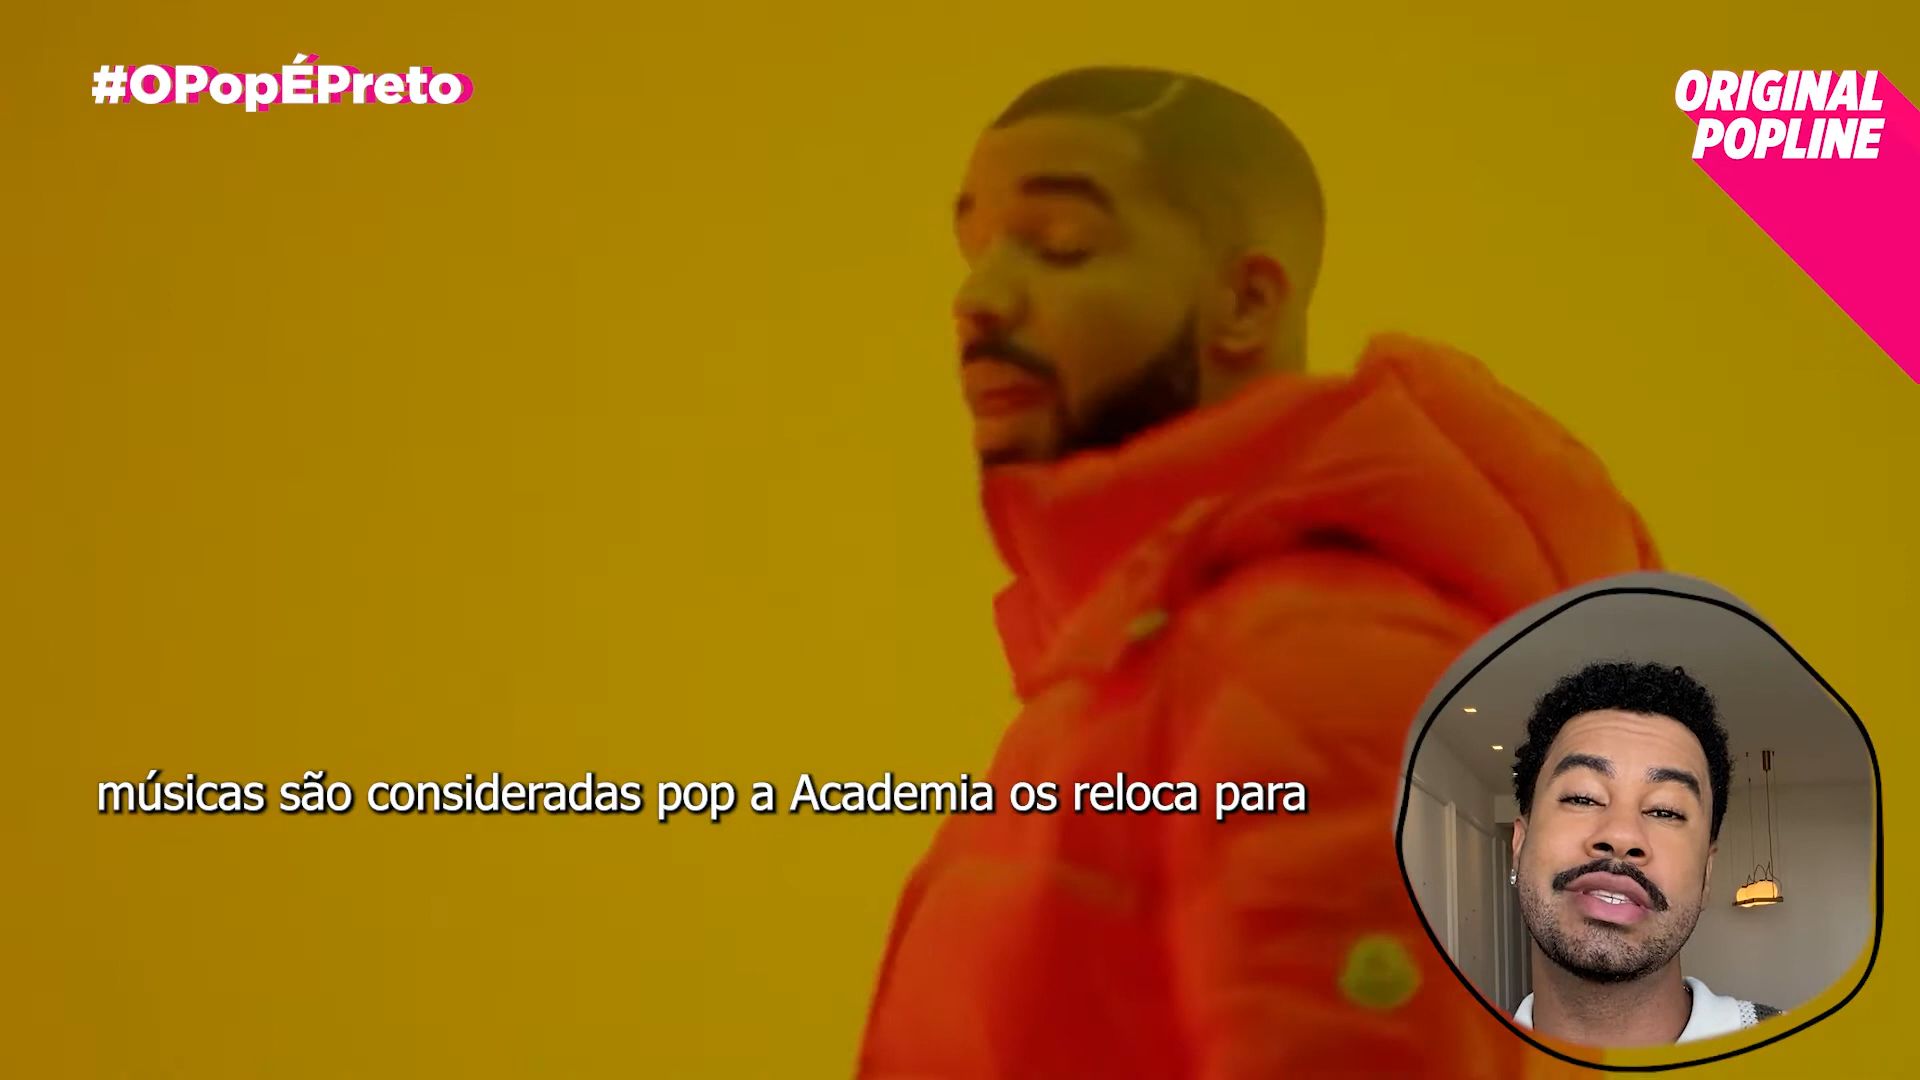 #OPopÉPreto
ORIGINAL
POPLINE
músicas são consideradas pop a Academia os reloca para